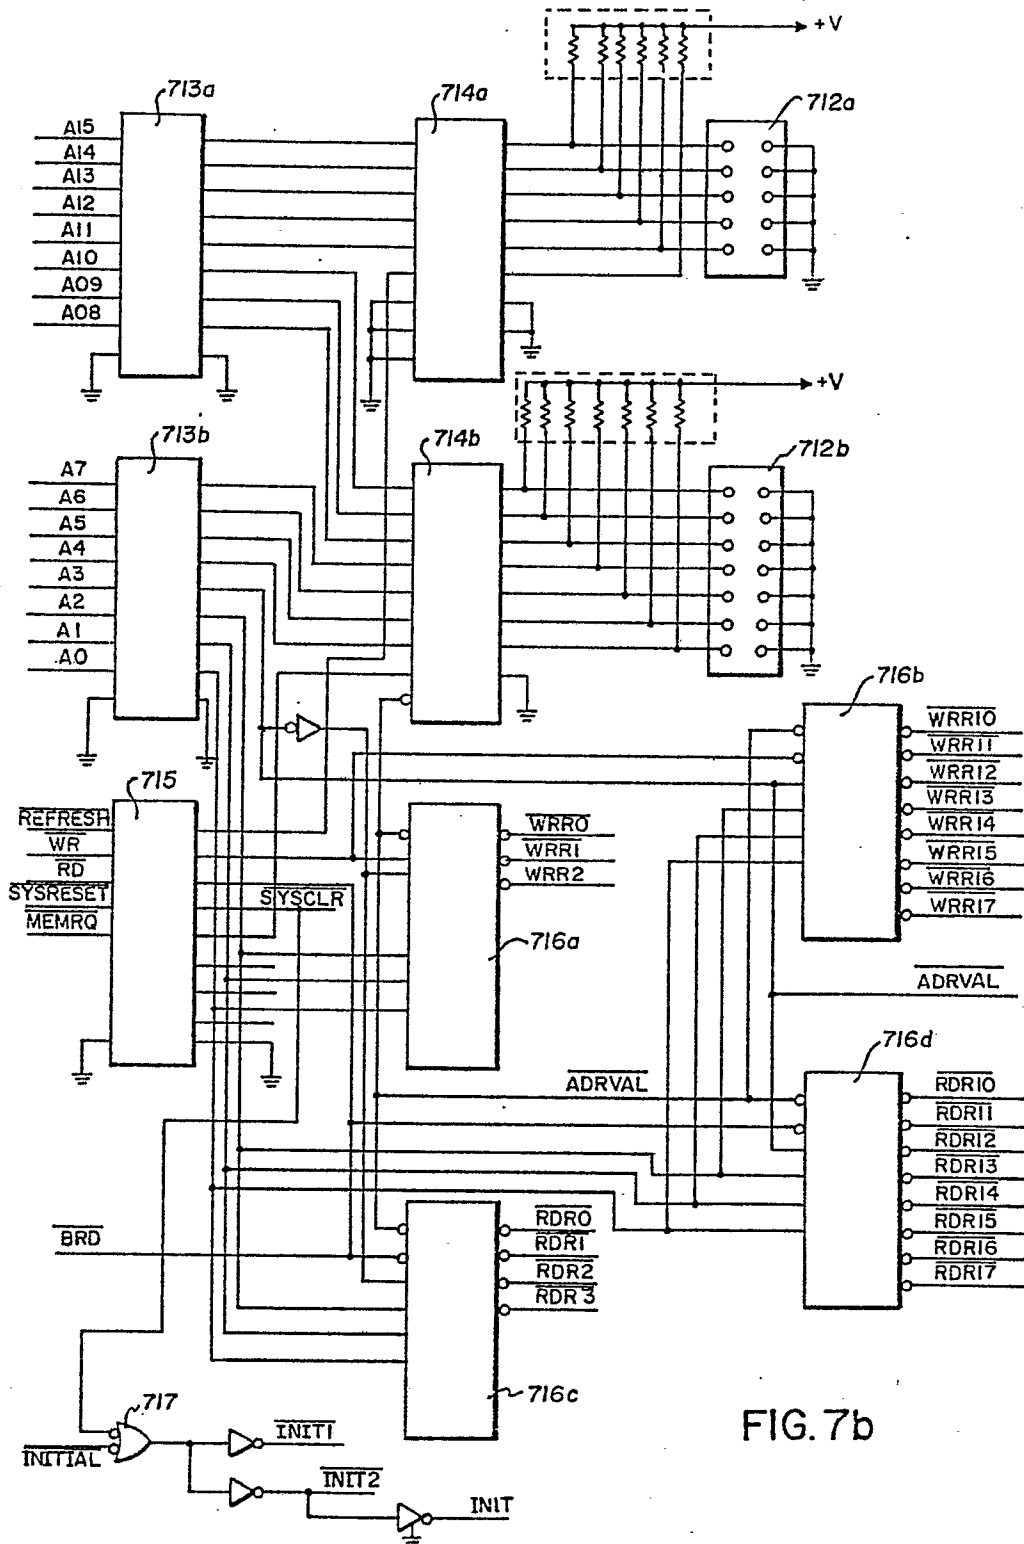 +V
713a
714a
712a
A15
A14
A13
A12
A11
A10
A09
A08
+V
713b
714b
712b
A7
A6
A5
A4
A3
A2
A1
A0
716b
WRR10
WRR11
WRR12
WRR13
WRR14
WRR15
WRR16
WRR17
715
REFRESH
WR
RD
SYSRESET
MEMRQ
SYSCLR
WRR0
WRR1
WRR2
716a
ADRVAL
716d
ADRVAL
RDR10
RDR11
RDR12
RDR13
RDR14
RDR15
RDR16
RDR17
BRD
RDR0
RDR1
RDR2
RDR3
716c
717
INITIAL
INIT1
INIT2
INIT
FIG. 7b